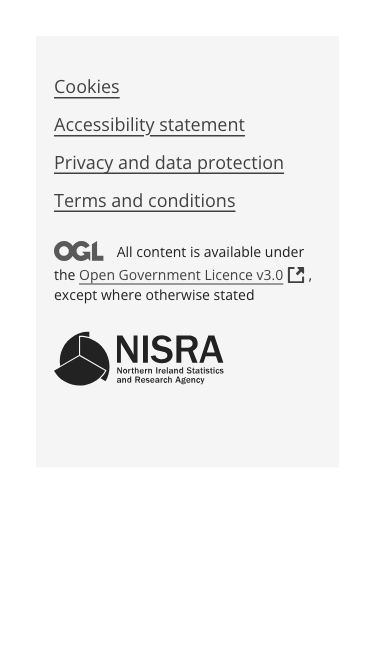 Cookies
Accessibility statement
Privacy and data protection
Terms and conditions
OGL All content is available under
the Open Government Licence v3.0 ,
except where otherwise stated
NISRA
Northern Ireland Statistics
and Research Agency